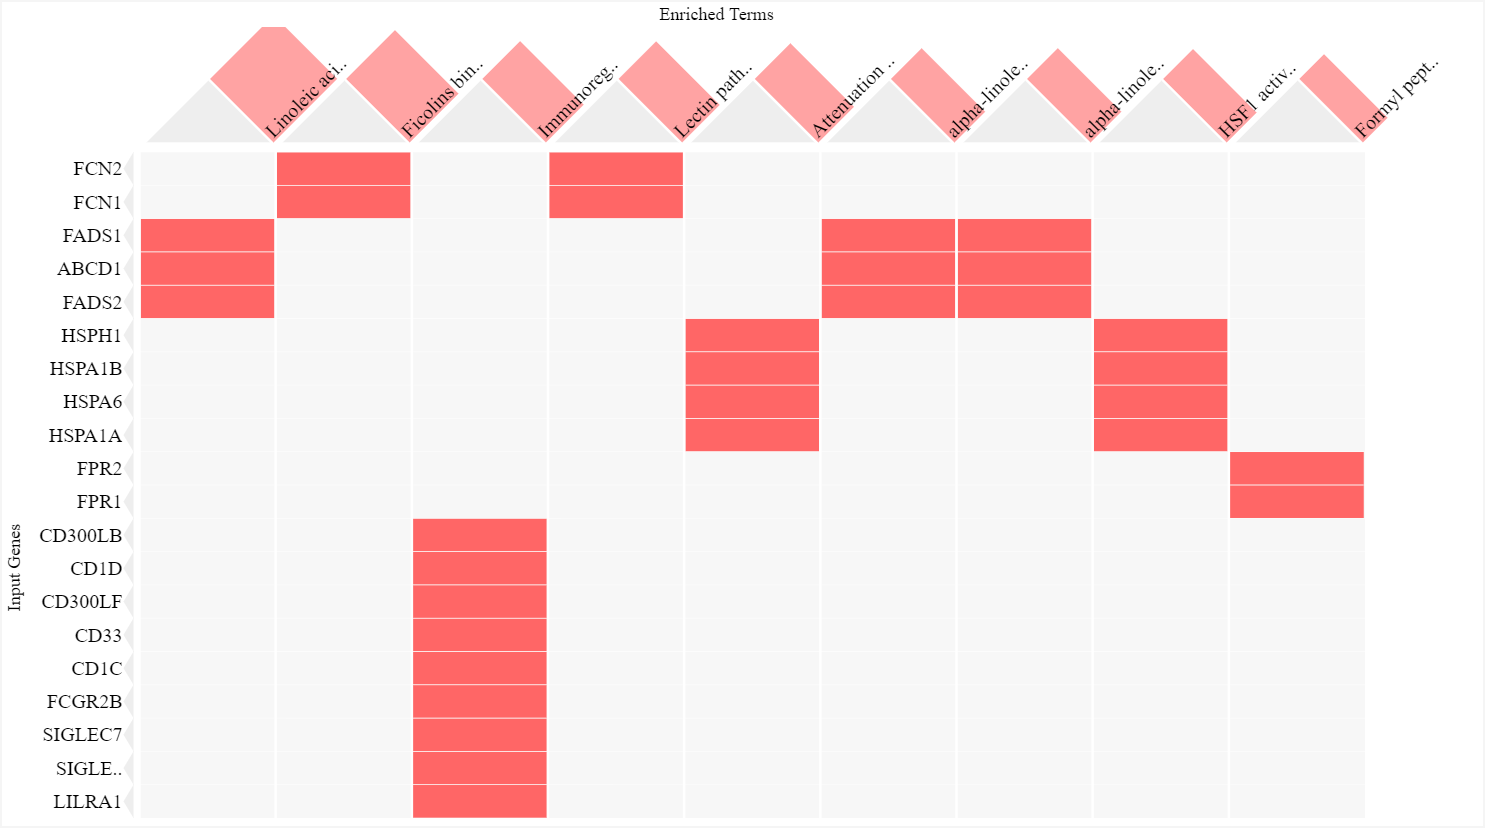 Enriched Terms
Linoleic aci..
Ficolins bin..
Immunoreg..
Lectin path..
Attenuation ..
alpha-linole..
alpha-linole..
HSF1 activ..
Formyl pept..
FCN2
FCN1
FADS1
ABCD1
FADS2
HSPH1
HSPA1B
HSPA6
HSPA1A
FPR2
FPR1
CD300LB
CD1D
CD300LF
CD33
CD1C
FCGR2B
SIGLEC7
SIGLE..
LILRA1
Input Genes